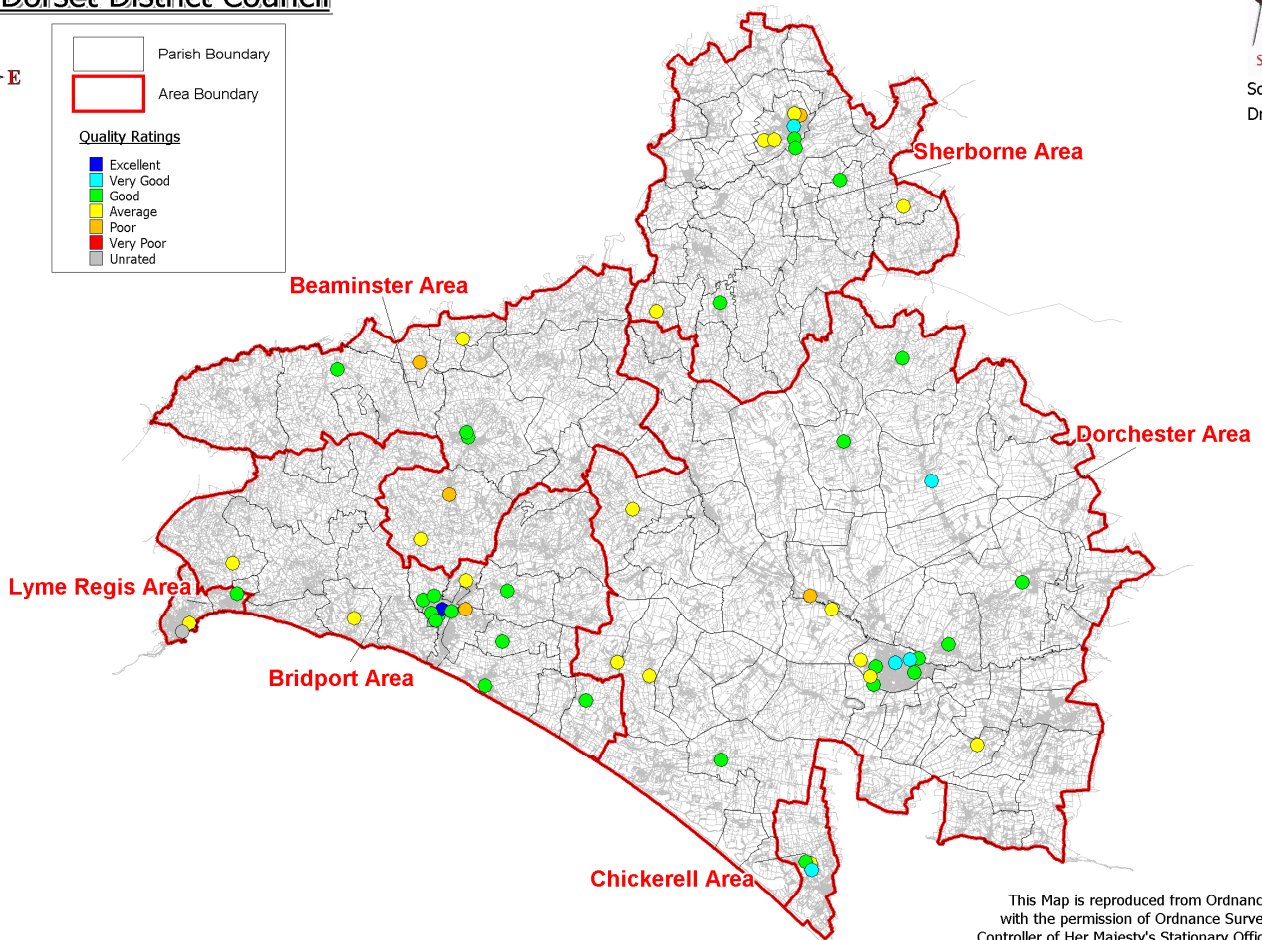 Dorset District Council
E
Parish Boundary
Area Boundary
Quality Ratings
Excellent
Very Good
Good
Average
Poor
Very Poor
Unrated
S
Sc
Dr
Sherborne Area
Beaminster Area
Dorchester Area
Lyme Regis Area
Bridport Area
Chickerell Area
This Map is reproduced from Ordnanc
with the permission of Ordnance Surve
Controller of Her Majesty's Stationary Offic